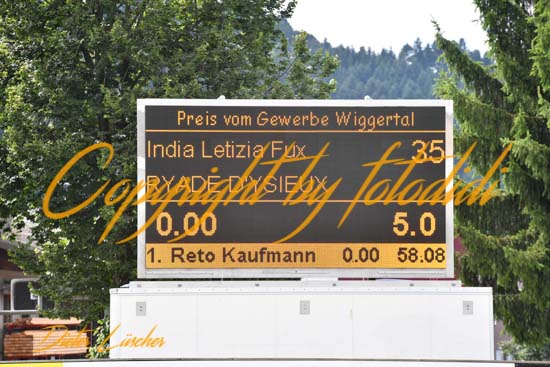 Preis vom Gewerbe Wiggertal
India Letizia Fux 35
RYADE D'YSIEUX
0.00 5.0
1. Reto Kaufmann 0.00 58.08
Copyright by fotodidi
Dieter Lüscher